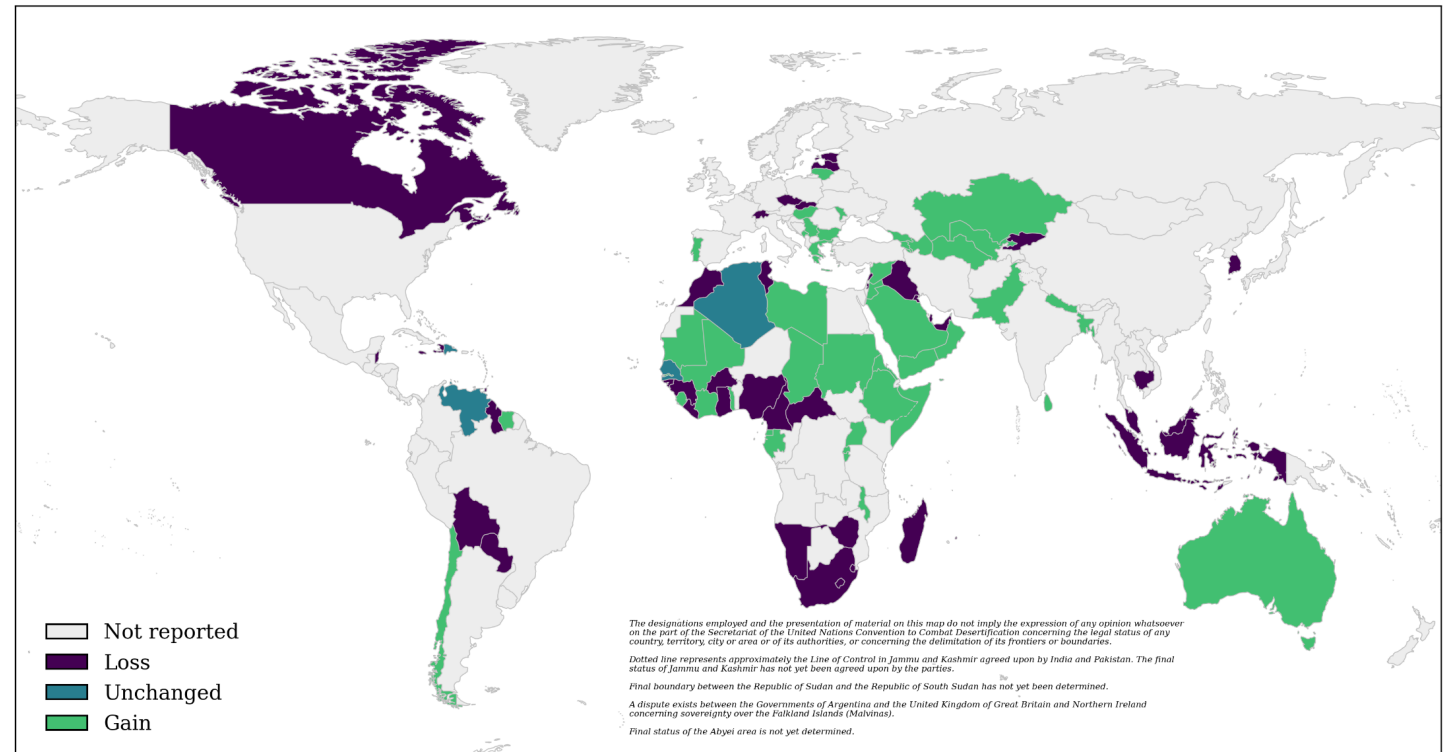 Not reported
Loss
Unchanged
Gain
The designations employed and the presentation of material on this map do not imply the expression of any opinion whatsoever
on the part of the Secretariat of the United Nations Convention to Combat Desertification concerning the legal status of any
country, territory, city or area or of its authorities, or concerning the delimitation of its frontiers or boundaries.
Dotted line represents approximately the Line of Control in Jammu and Kashmir agreed upon by India and Pakistan. The final
status of Jammu and Kashmir has not yet been agreed upon by the parties.
Final boundary between the Republic of Sudan and the Republic of South Sudan has not yet been determined.
A dispute exists between the Governments of Argentina and the United Kingdom of Great Britain and Northern Ireland
concerning sovereignty over the Falkland Islands (Malvinas).
Final status of the Abyei area is not yet determined.